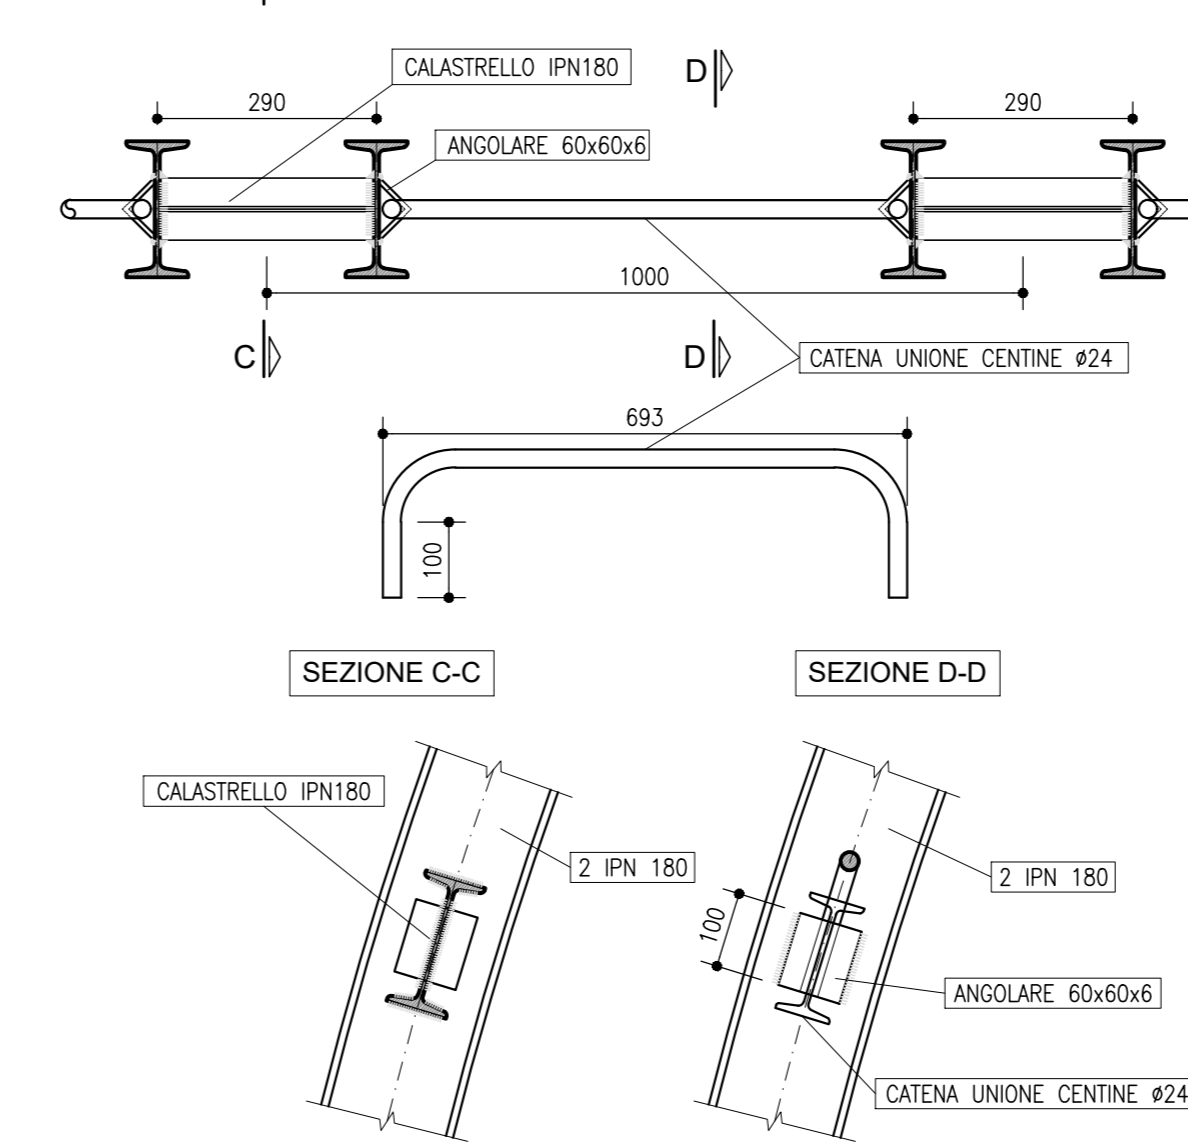 CALASTRELLO IPN180
D
290
290
ANGOLARE 60x60x6
1000
C
D
CATENA UNIONE CENTINE ø24
693
100
SEZIONE C-C
SEZIONE D-D
CALASTRELLO IPN180
2 IPN 180
2 IPN 180
100
ANGOLARE 60x60x6
CATENA UNIONE CENTINE ø24